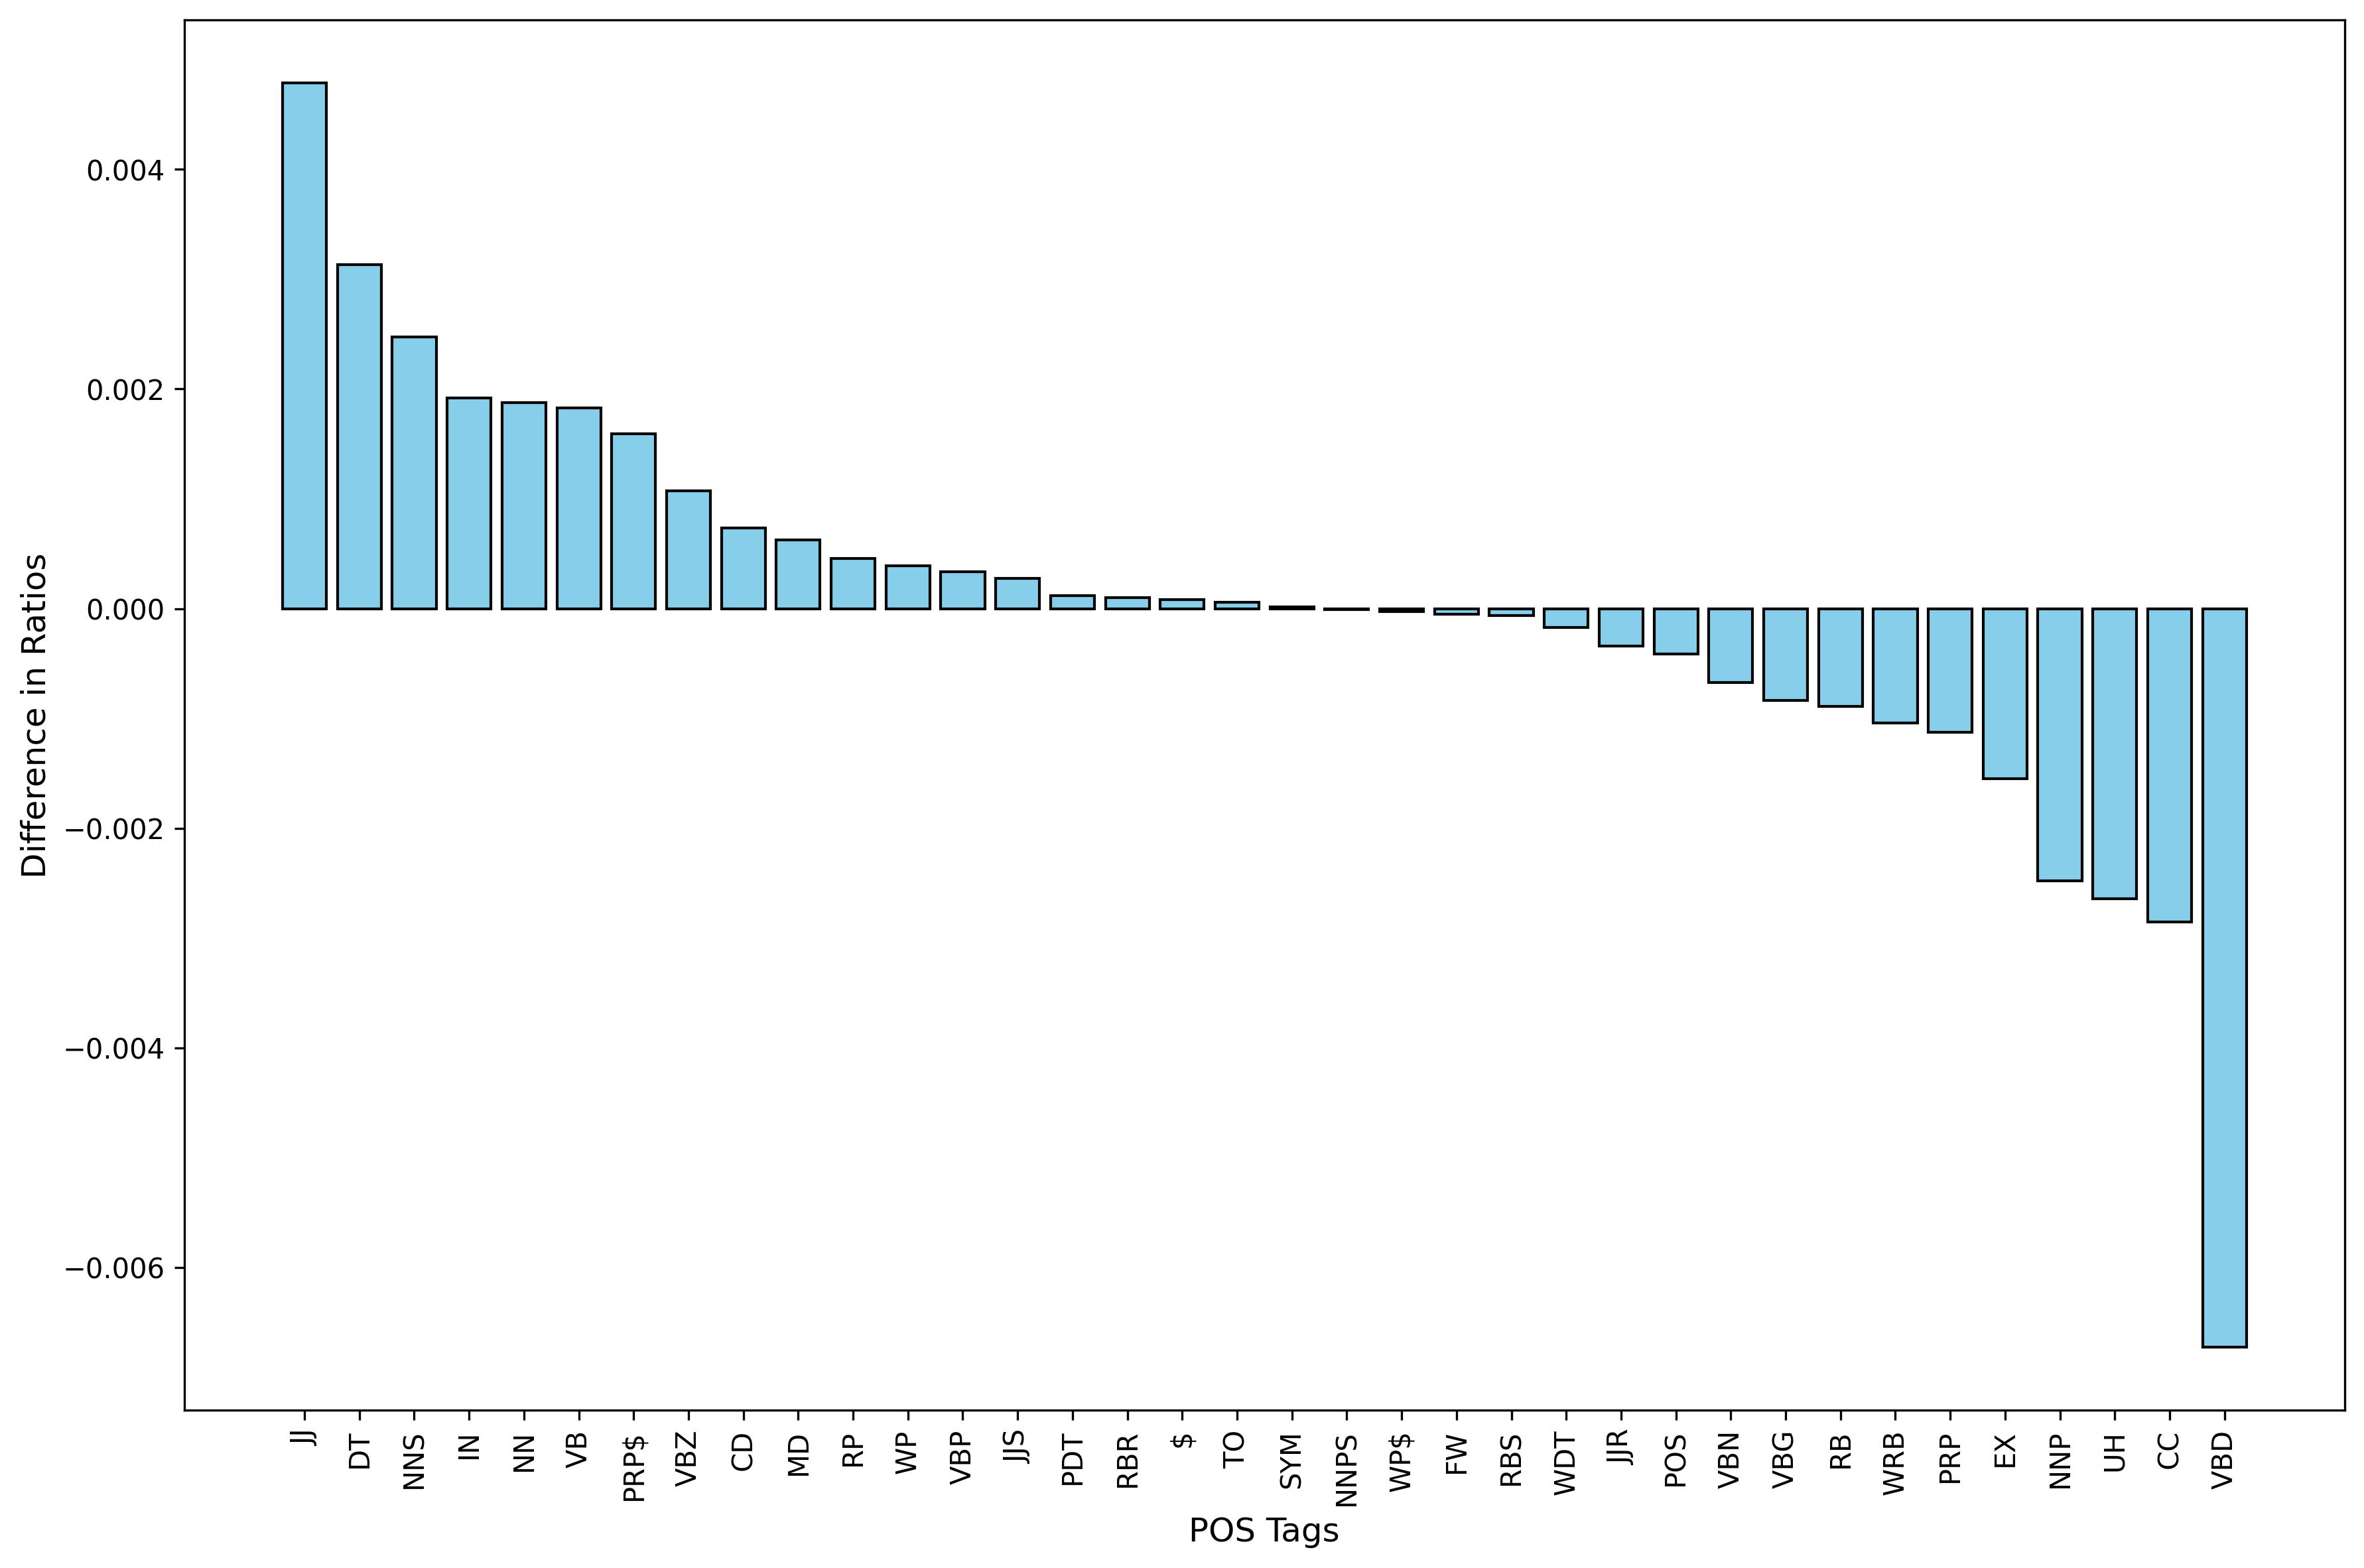 0.004
0.002
0.000
−0.002
−0.004
−0.006
Difference in Ratios
JJ
DT
NNS
IN
NN
VB
PRP$
VBZ
CD
MD
RP
WP
VBP
JJS
PDT
RBR
$
TO
SYM
NNPS
WP$
FW
RBS
WDT
JJR
POS
VBN
VBG
RB
WRB
PRP
EX
NNP
UH
CC
VBD
POS Tags